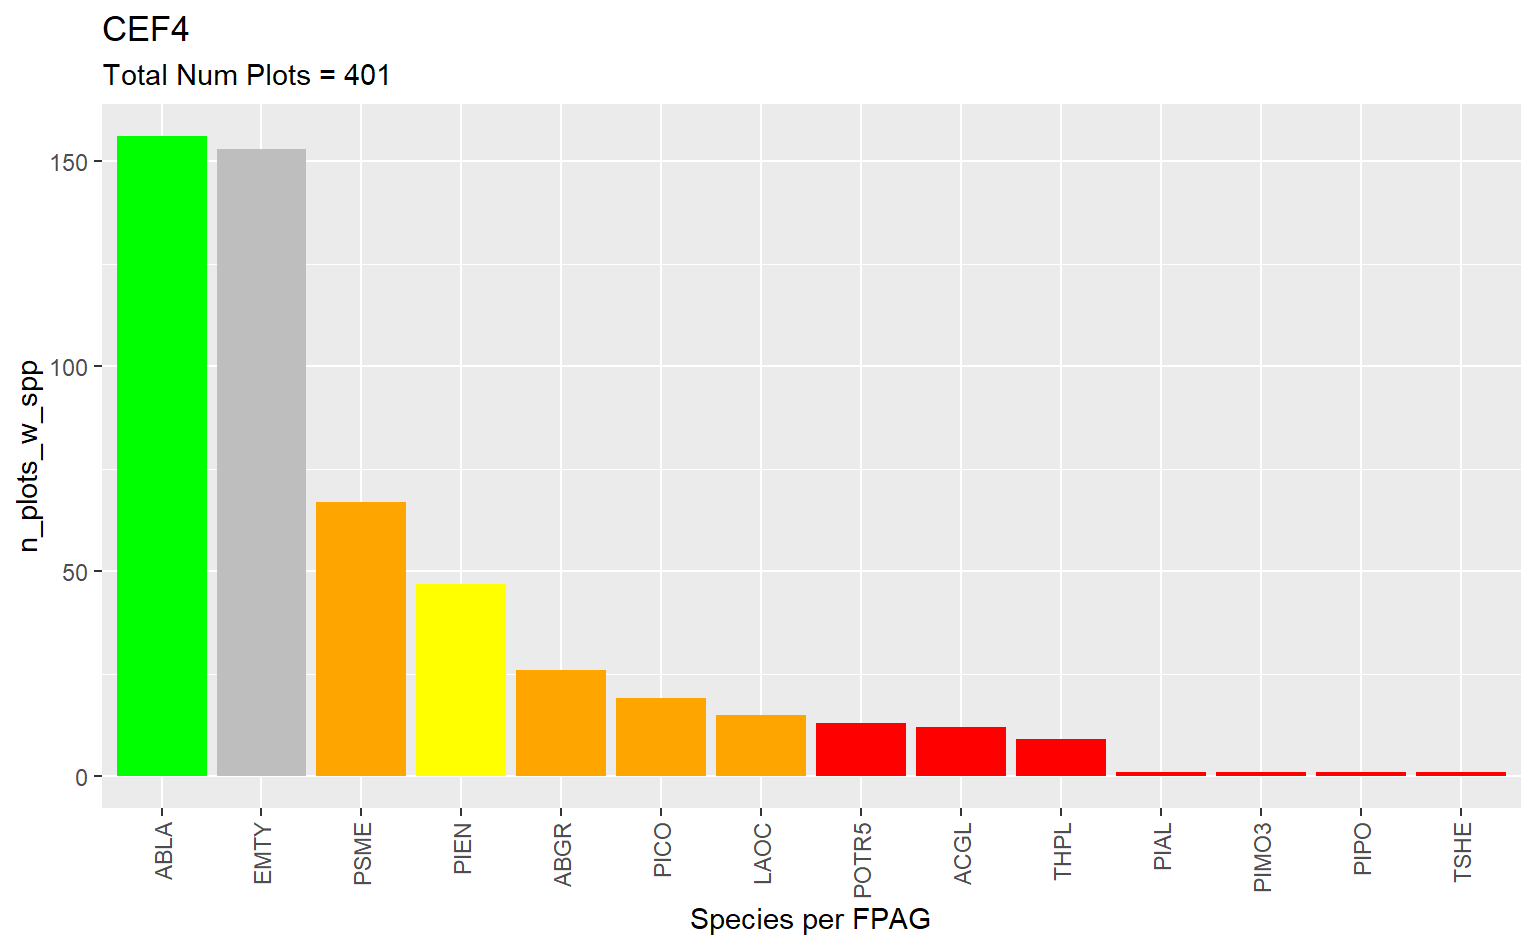 CEF4
Total Num Plots = 401
n_plots_w_spp
150
100
50
0
ABLA
EMTY
PSME
PIEN
ABGR
PICO
LAOC
POTR5
ACGL
THPL
PIAL
PIMO3
PIPO
TSHE
Species per FPAG